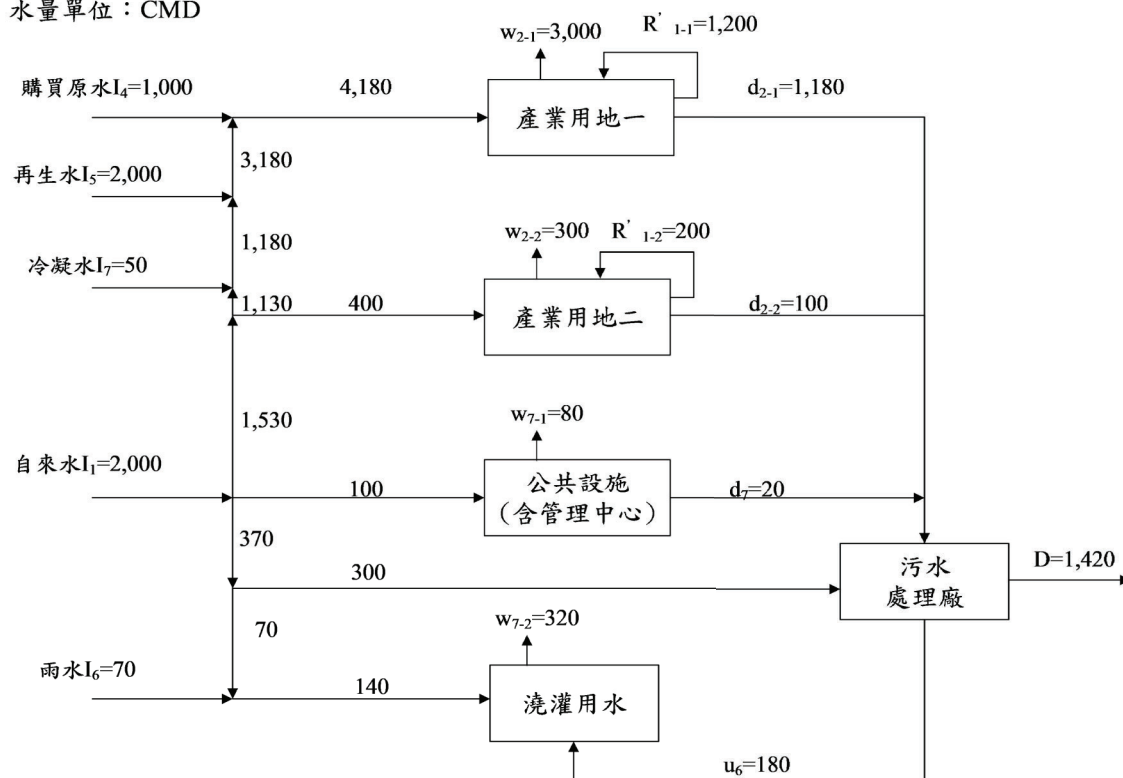 水量單位：CMD
w2-1=3,000
R’1-1=1,200
購買原水I4=1,000
4,180
產業用地一
d2-1=1,180
3,180
再生水I5=2,000
1,180
w2-2=300
R’1-2=200
冷凝水I7=50
1,130
400
產業用地二
d2-2=100
1,530
w7-1=80
自來水I1=2,000
100
公共設施
（含管理中心）
d7=20
370
300
污水
處理廠
D=1,420
70
w7-2=320
雨水I6=70
140
澆灌用水
u6=180